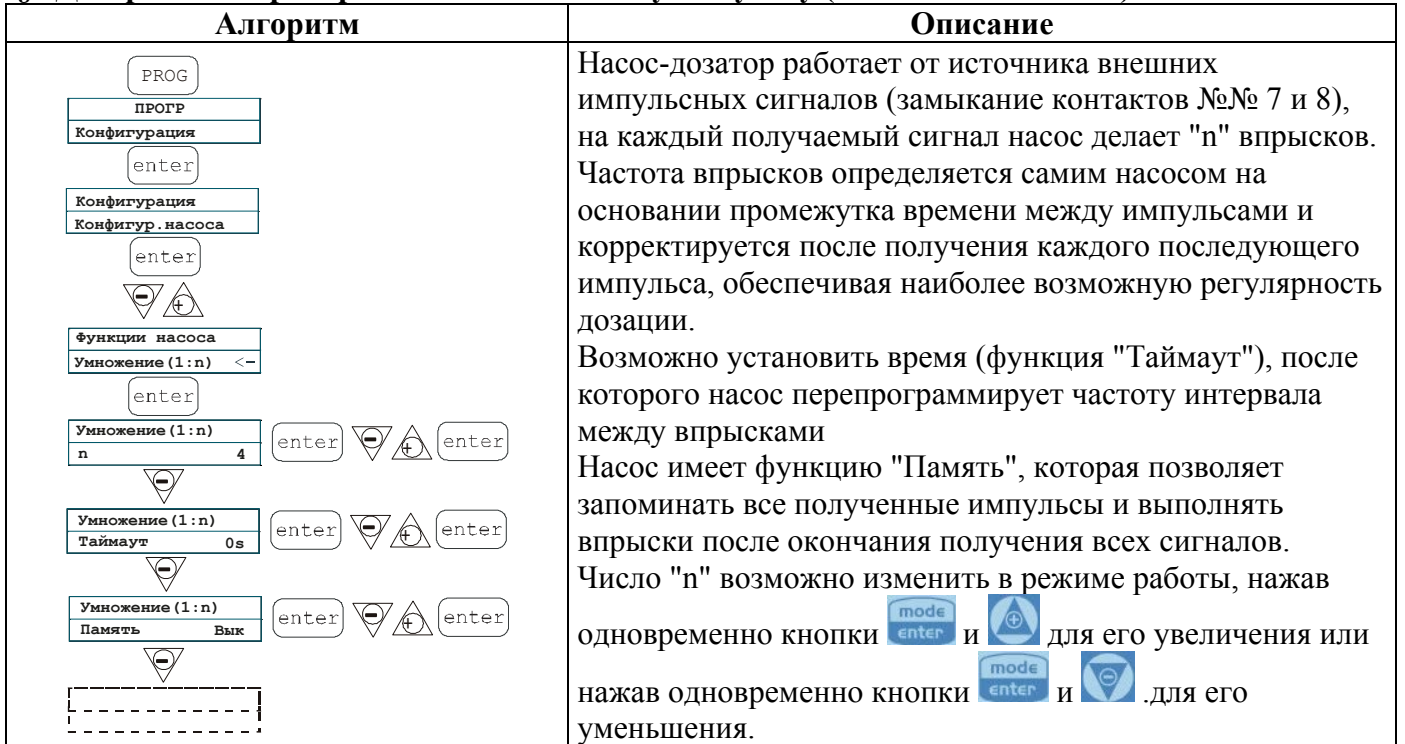 Алгоритм
Описание
PROG
ПРОГР
Конфигурация
enter
Конфигурация
Конфигур.насоса
enter
Функции насоса
Умножение(1:n) <-
enter
Умножение(1:n)
n 4
enter enter
Умножение(1:n)
Таймаут 0s
enter enter
Умножение(1:n)
Память Вык
enter enter
Насос-дозатор работает от источника внешних
импульсных сигналов (замыкание контактов №№ 7 и 8),
на каждый получаемый сигнал насос делает "n" впрысков.
Частота впрысков определяется самим насосом на
основании промежутка времени между импульсами и
корректируется после получения каждого последующего
импульса, обеспечивая наиболее возможную регулярность
дозации.
Возможно установить время (функция "Таймаут"), после
которого насос перепрограммирует частоту интервала
между впрысками
Насос имеет функцию "Память", которая позволяет
запоминать все полученные импульсы и выполнять
впрыски после окончания получения всех сигналов.
Число "n" возможно изменить в режиме работы, нажав
одновременно кнопки mode enter и для его увеличения или
нажав одновременно кнопки mode enter и .для его
уменьшения.